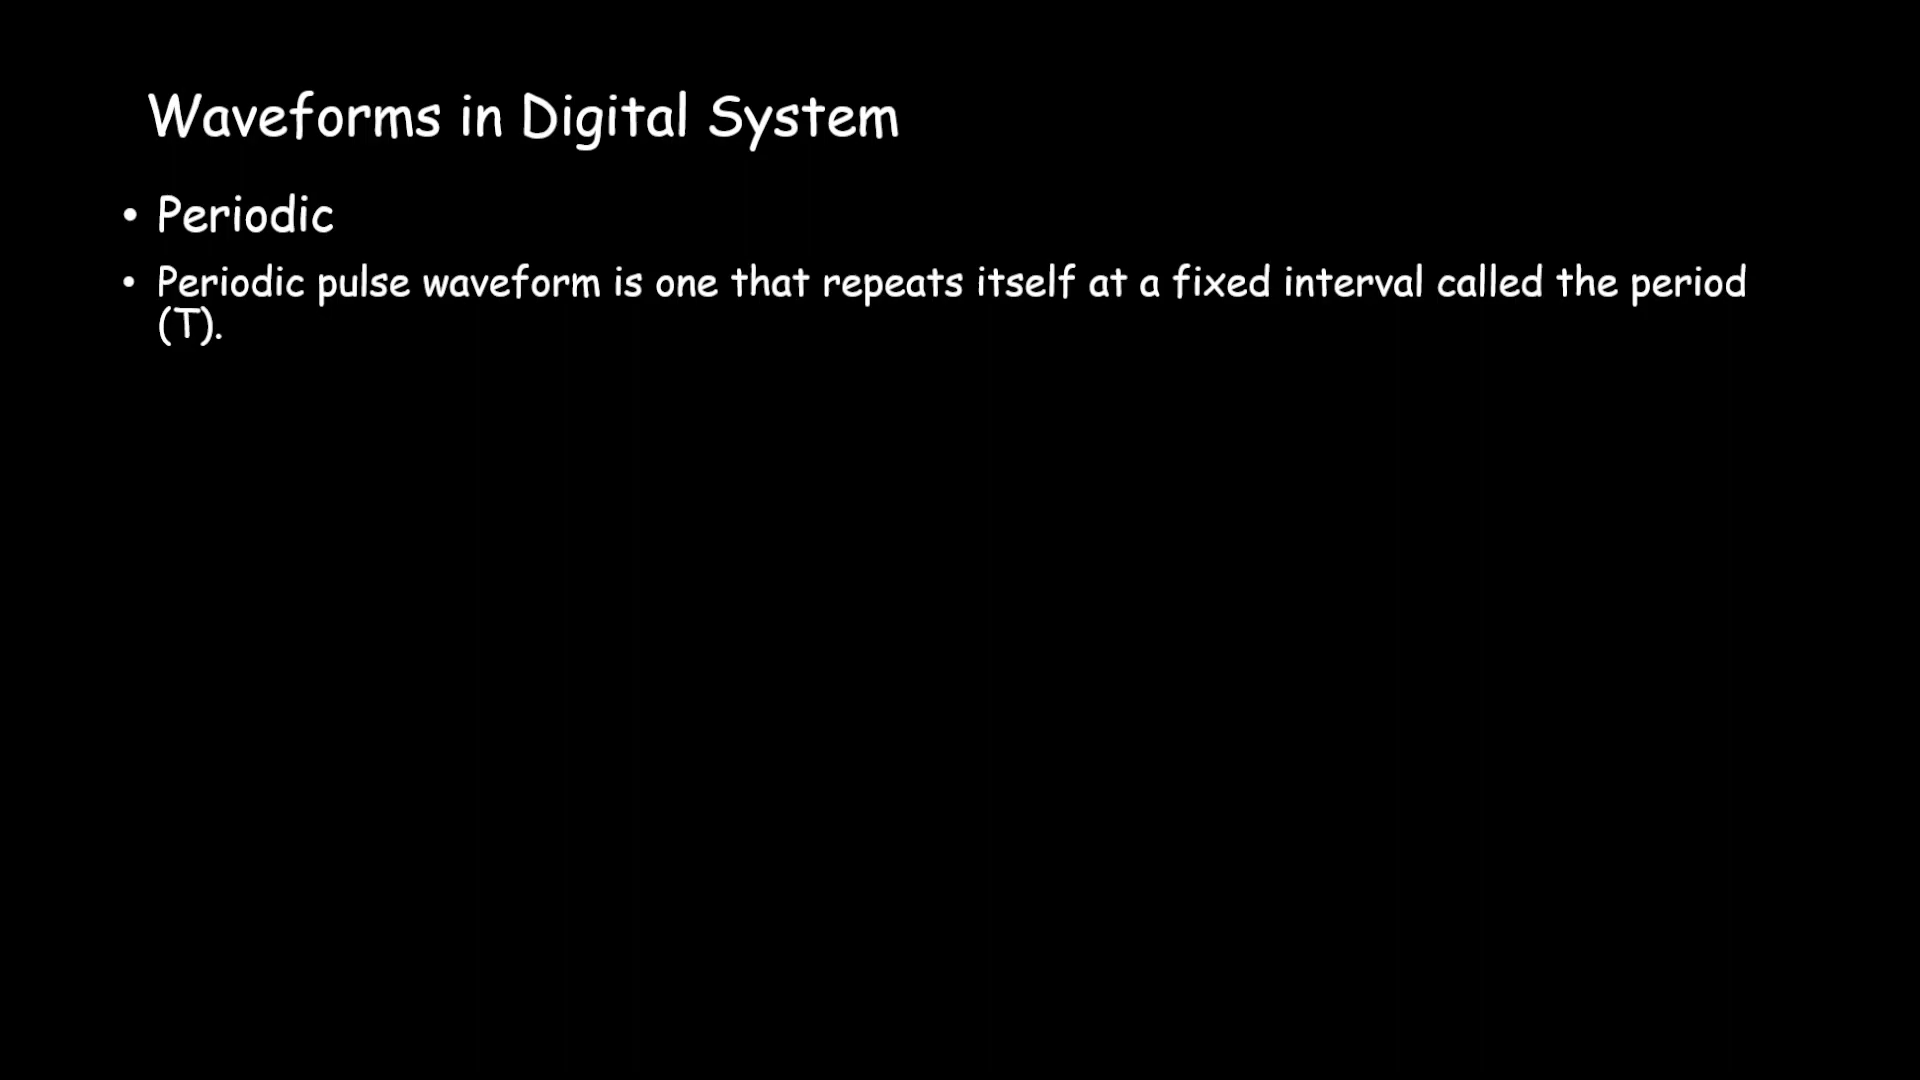 Waveforms in Digital System
• Periodic
• Periodic pulse waveform is one that repeats itself at a fixed interval called the period
(T).